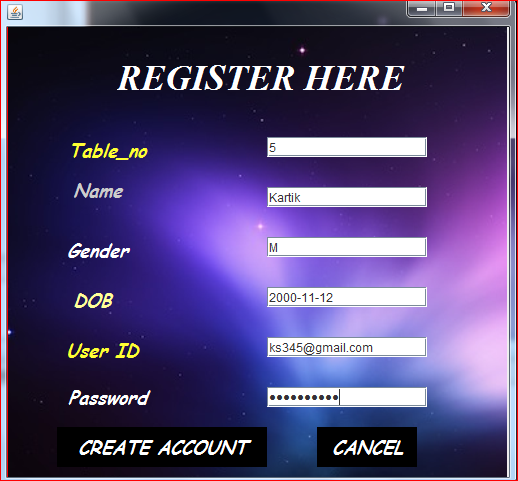 REGISTER HERE
Table_no 5
Name Kartik
Gender M
DOB 2000-11-12
User ID ks345@gmail.com
Password ••••••••••
CREATE ACCOUNT CANCEL